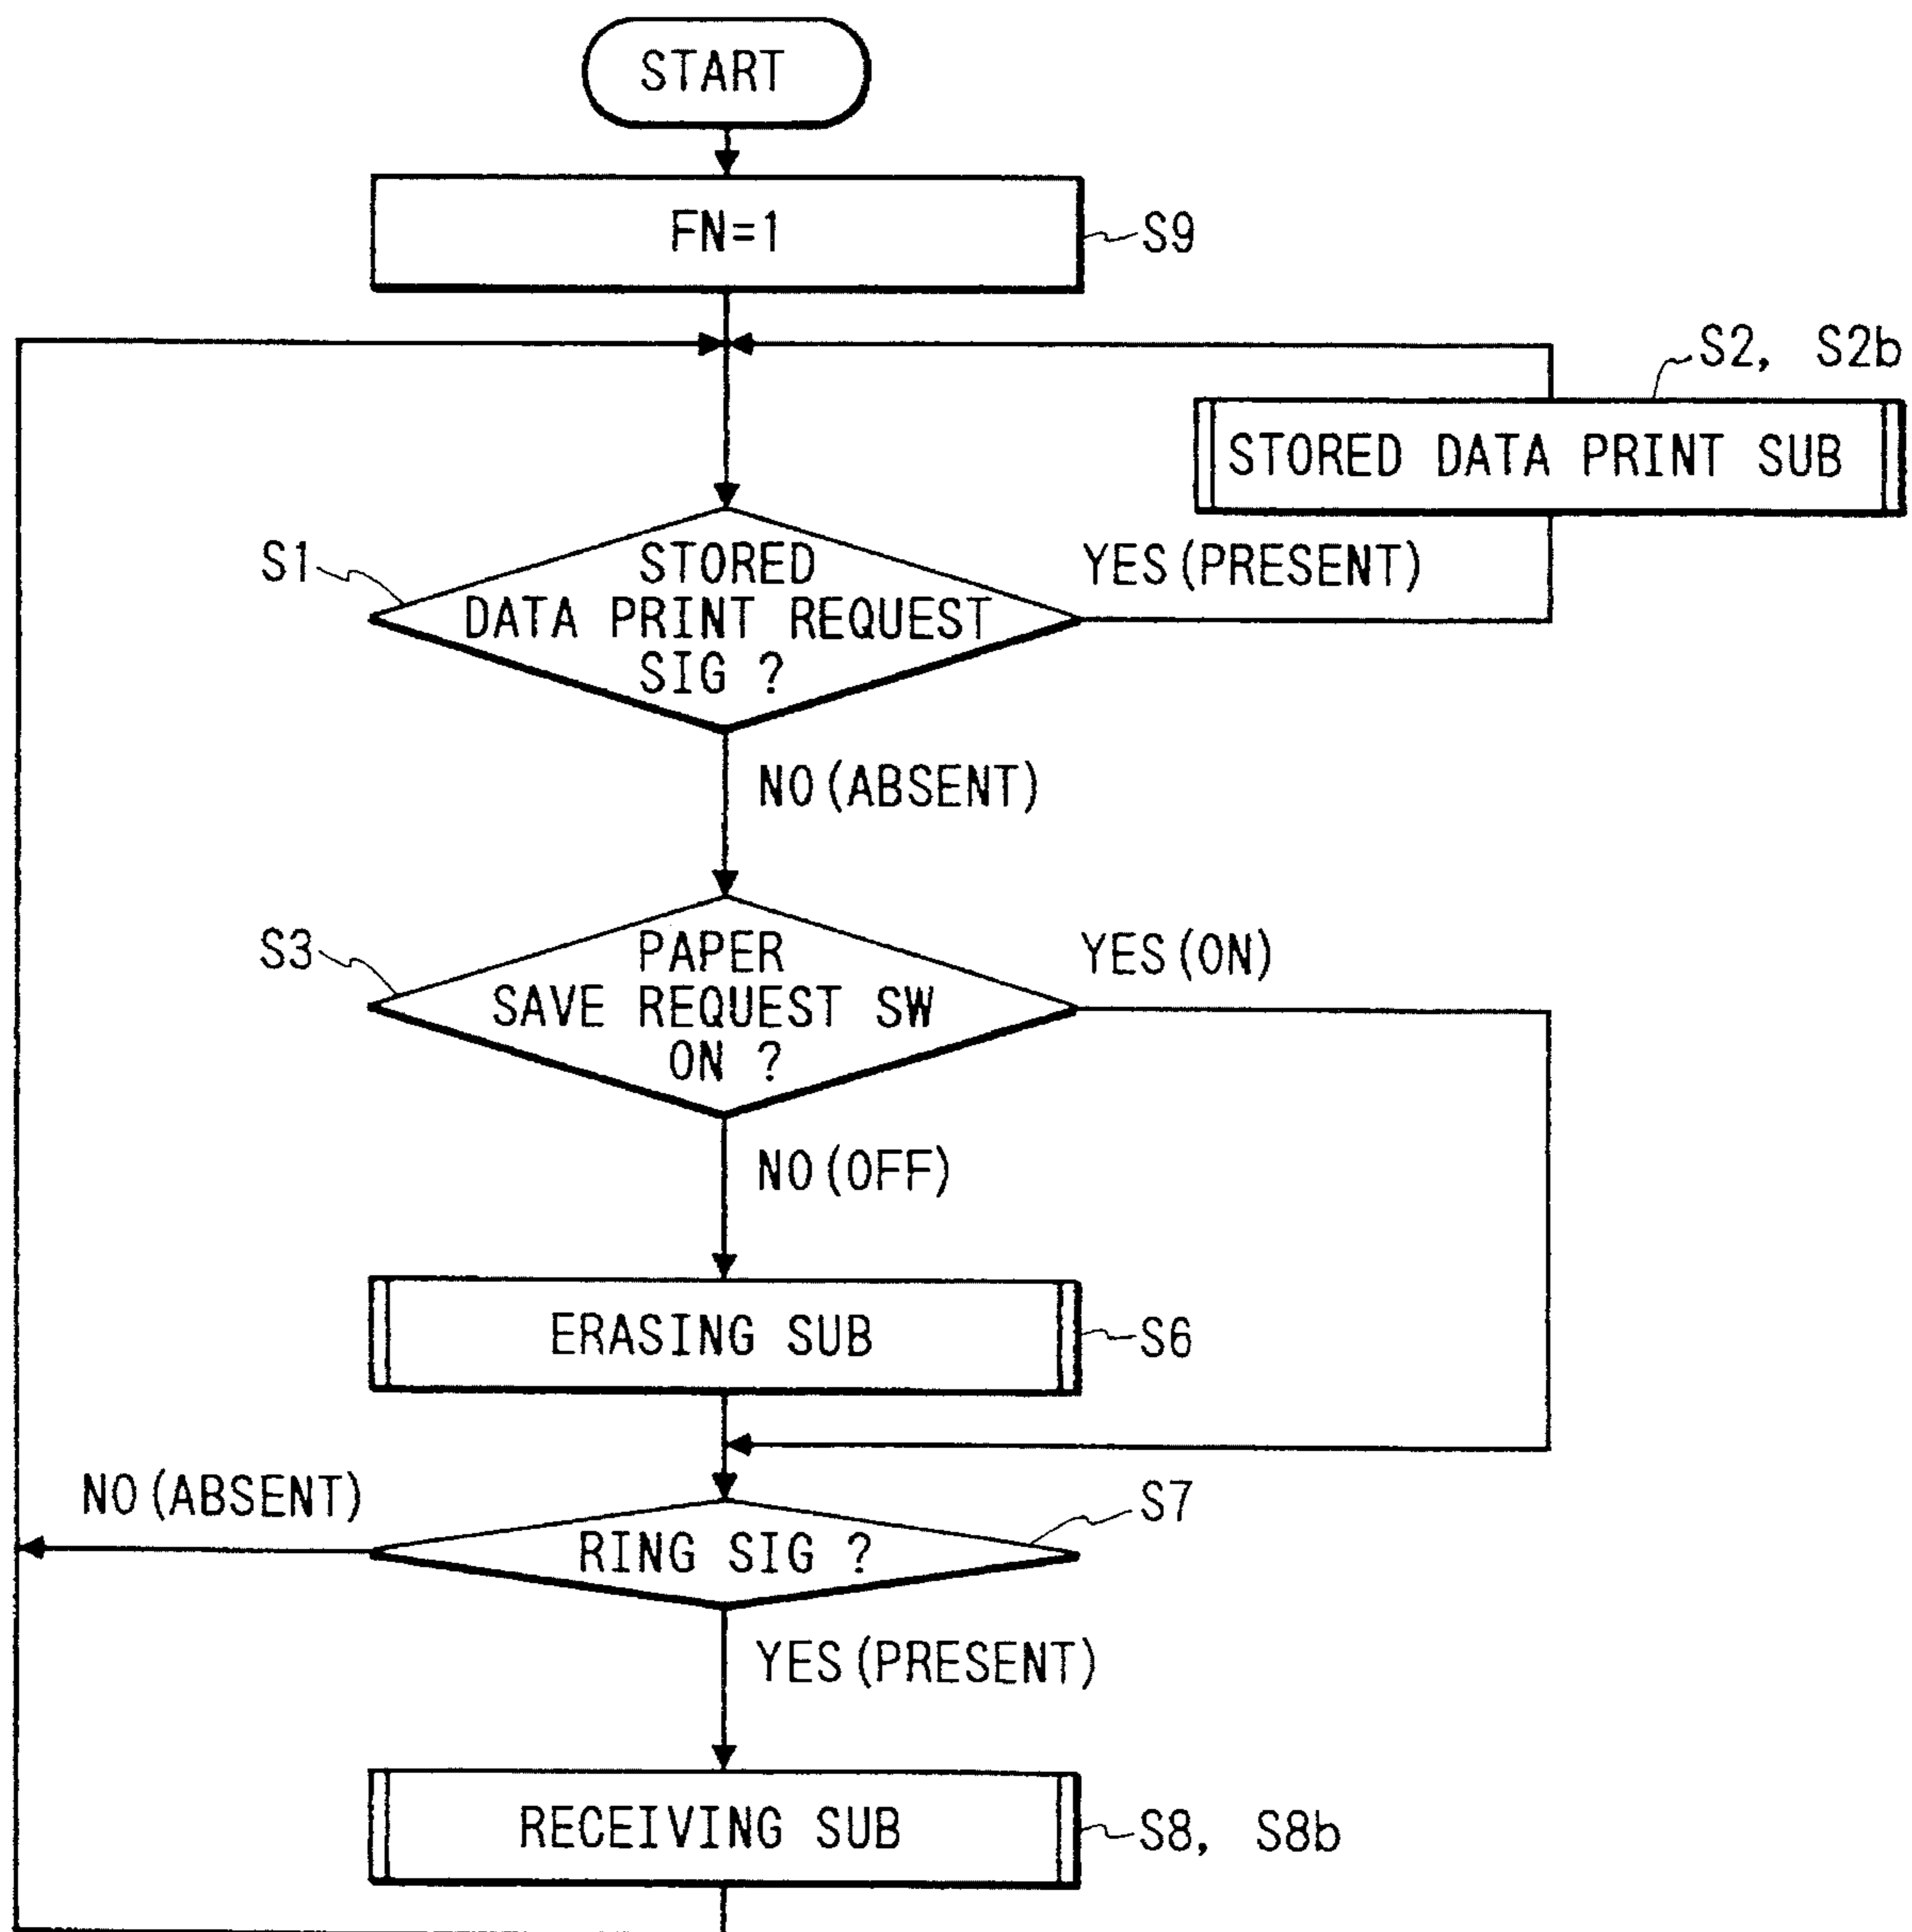 START
FN=1
S9
S2, S2b
STORED DATA PRINT SUB
S1
STORED
DATA PRINT REQUEST
SIG ?
YES(PRESENT)
NO(ABSENT)
S3
PAPER
SAVE REQUEST SW
ON ?
YES(ON)
NO(OFF)
ERASING SUB
S6
NO(ABSENT)
S7
RING SIG ?
YES(PRESENT)
RECEIVING SUB
S8, S8b